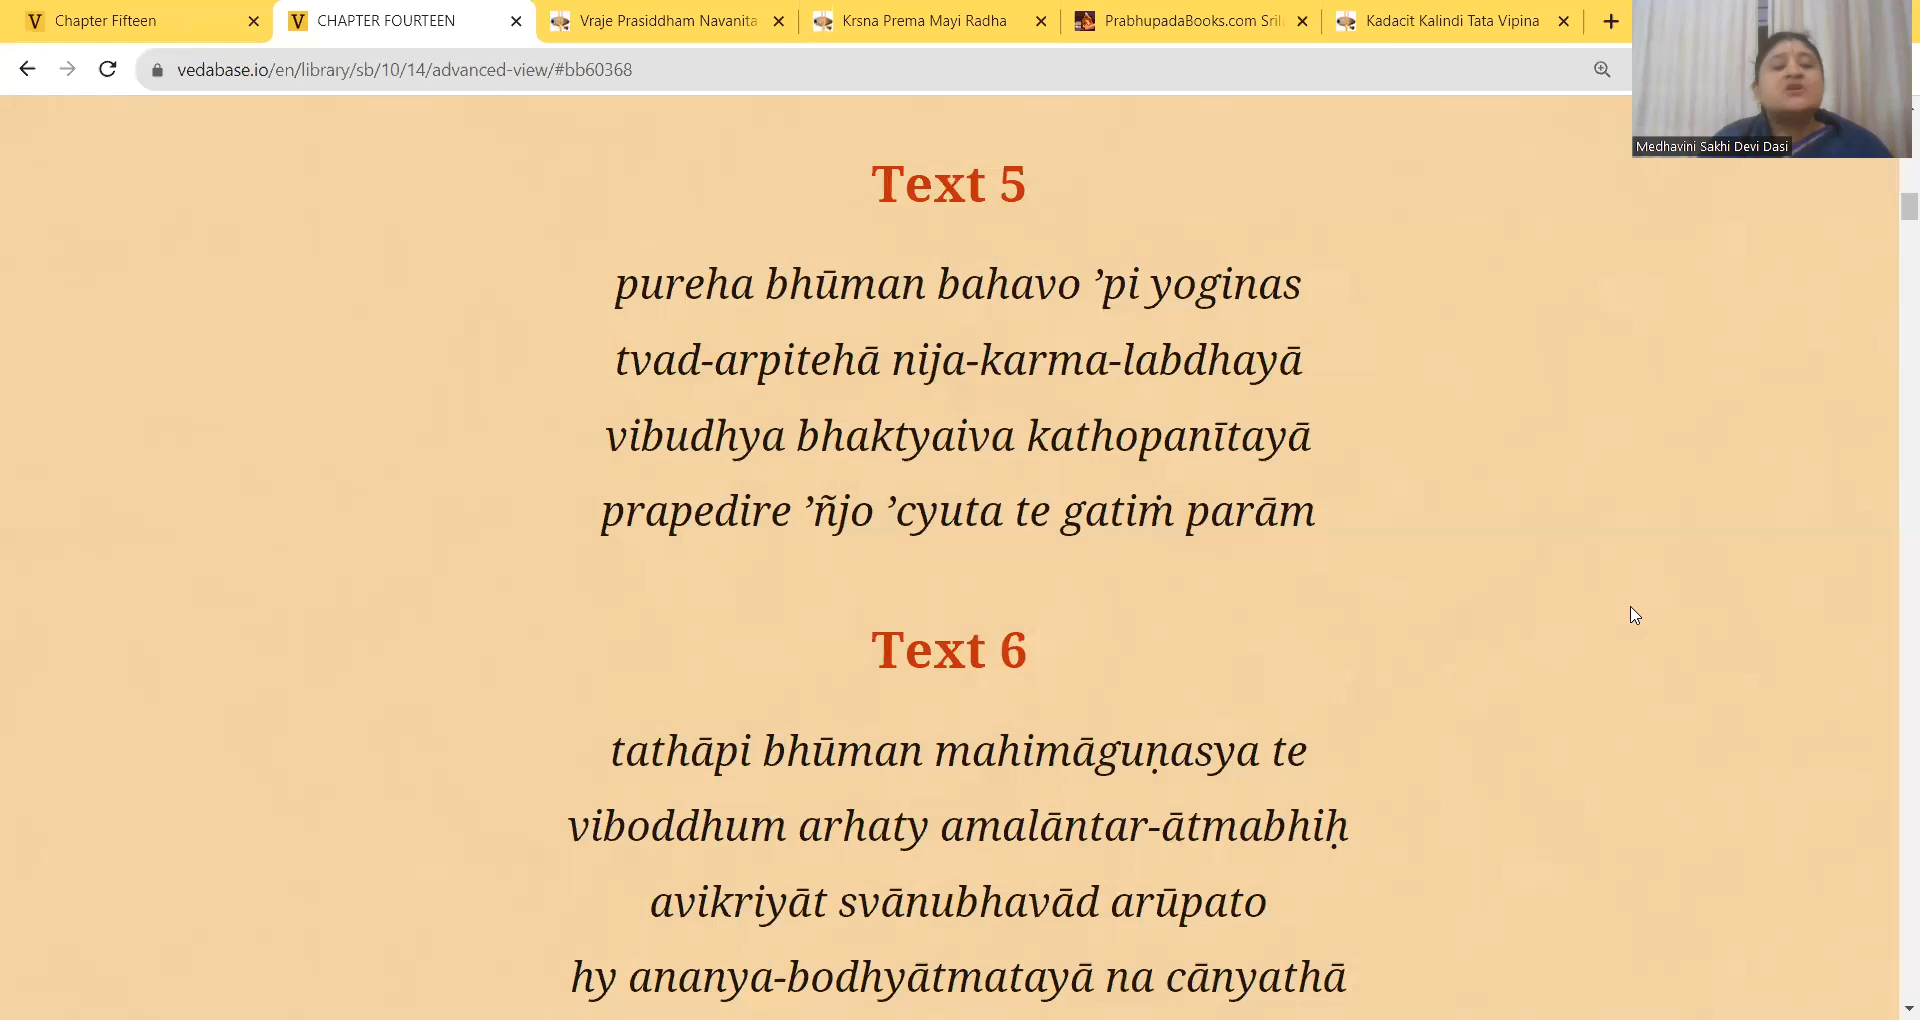 Chapter Fifteen
CHAPTER FOURTEEN
Vraje Prasiddham Navanita
Krsna Prema Mayi Radha
PrabhupadaBooks.com Sril
Kadacit Kalindi Tata Vipina
vedabase.io/en/library/sb/10/14/advanced-view/#bb60368
Medhavini Sakhi Devi Dasi
Text 5
pureha bhūman bahavo ’pi yoginas
tvad-arpitehā nija-karma-labdhayā
vibudhya bhaktyaiva kathopanītayā
prapedire ’ñjo ’cyuta te gatiṁ parām
Text 6
tathāpi bhūman mahimāguṇasya te
viboddhum arhaty amalāntar-ātmabhiḥ
avikriyāt svānubhavād arūpato
hy ananya-bodhyātmatayā na cānyathā